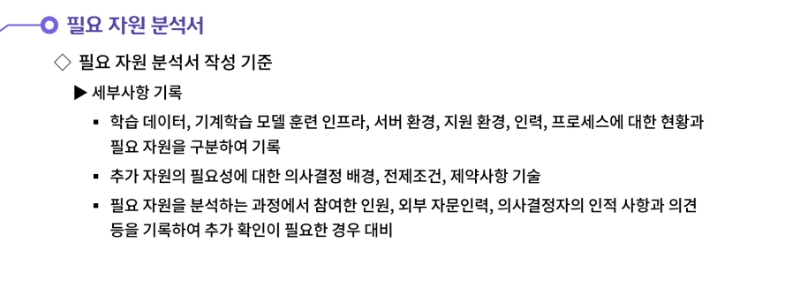 필요 자원 분석서
◇ 필요 자원 분석서 작성 기준
▶ 세부사항 기록
▪ 학습 데이터, 기계학습 모델 훈련 인프라, 서버 환경, 지원 환경, 인력, 프로세스에 대한 현황과
필요 자원을 구분하여 기록
▪ 추가 자원의 필요성에 대한 의사결정 배경, 전제조건, 제약사항 기술
▪ 필요 자원을 분석하는 과정에서 참여한 인원, 외부 자문인력, 의사결정자의 인적 사항과 의견
등을 기록하여 추가 확인이 필요한 경우 대비